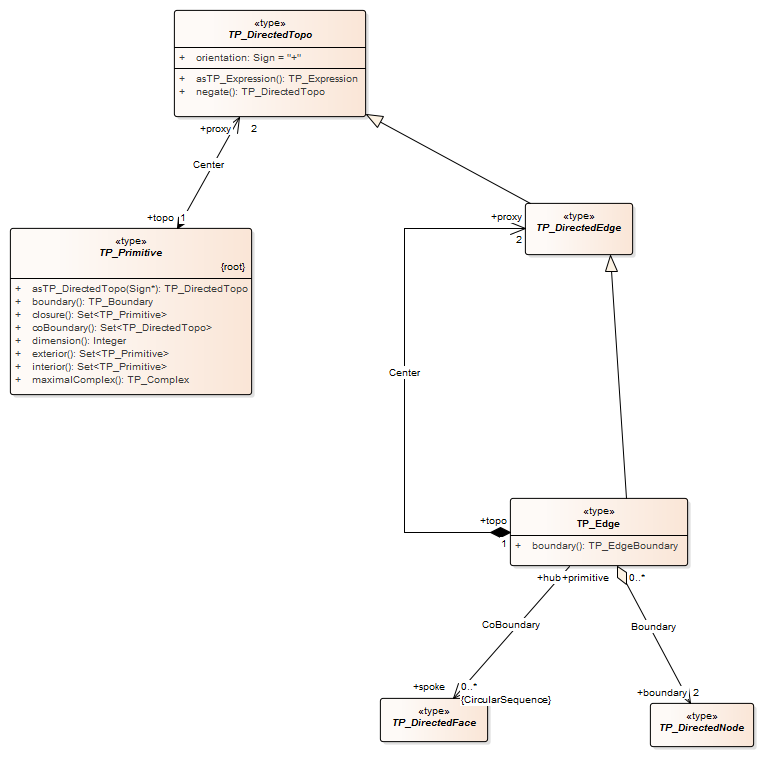 «type»
TP_DirectedTopo
+ orientation: Sign = "+"
+ asTP_Expression(): TP_Expression
+ negate(): TP_DirectedTopo
+proxy 2
Center
+topo 1
«type»
TP_Primitive
{root}
+ asTP_DirectedTopo(Sign*): TP_DirectedTopo
+ boundary(): TP_Boundary
+ closure(): Set<TP_Primitive>
+ coBoundary(): Set<TP_DirectedTopo>
+ dimension(): Integer
+ exterior(): Set<TP_Primitive>
+ interior(): Set<TP_Primitive>
+ maximalComplex(): TP_Complex
+proxy
2
«type»
TP_DirectedEdge
Center
+topo
1
«type»
TP_Edge
+ boundary(): TP_EdgeBoundary
+hub +primitive 0..*
CoBoundary
Boundary
+spoke 0..*
{CircularSequence}
+boundary 2
«type»
TP_DirectedFace
«type»
TP_DirectedNode